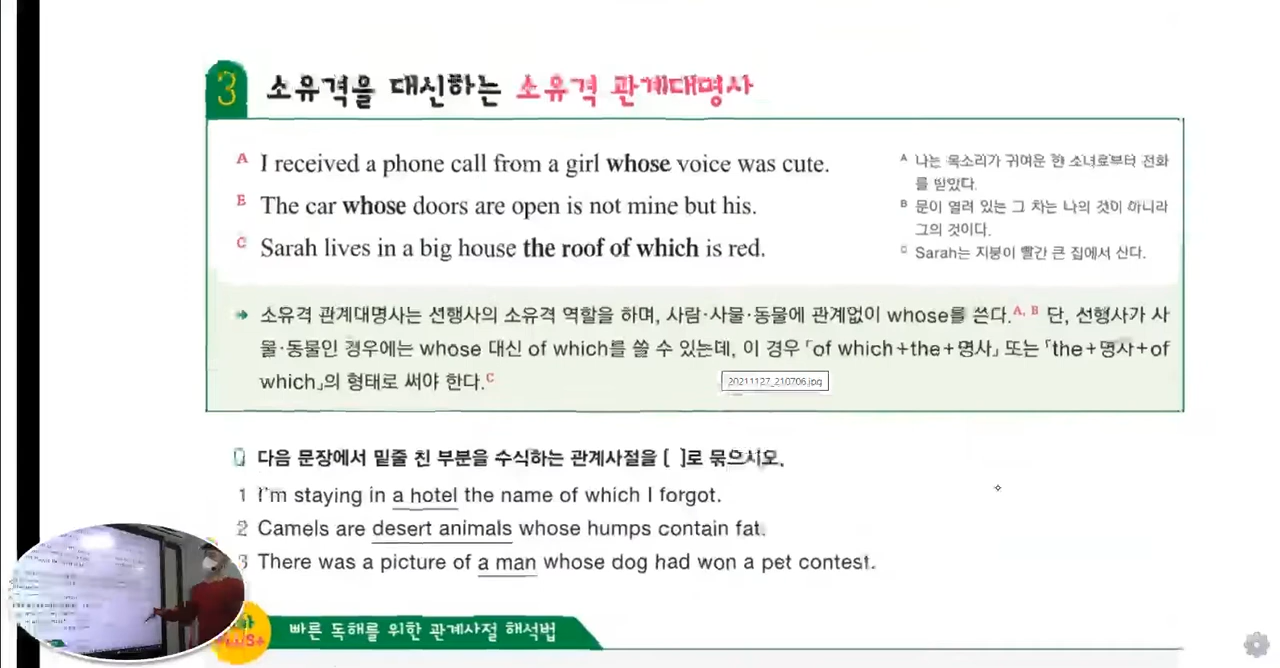 3 소유격을 대신하는 소유격 관계대명사
A I received a phone call from a girl whose voice was cute.
E The car whose doors are open is not mine but his.
C Sarah lives in a big house the roof of which is red.
A 나는 목소리가 귀여운 한 소녀로부터 전화
를 받았다.
B 문이 열려 있는 그 차는 나의 것이 아니라
그의 것이다.
C Sarah는 지붕이 빨간 큰 집에서 산다.
➜ 소유격 관계대명사는 선행사의 소유격 역할을 하며, 사람·사물·동물에 관계없이 whose를 쓴다.A, B 단, 선행사가 사
물·동물인 경우에는 whose 대신 of which를 쓸 수 있는데, 이 경우 「of which+the+명사」 또는 「the+명사+of
which」의 형태로 써야 한다.C
20211127_210706.jpg
Q 다음 문장에서 밑줄 친 부분을 수식하는 관계사절을 [ ]로 묶으시오.
1 I'm staying in a hotel the name of which I forgot.
2 Camels are desert animals whose humps contain fat.
3 There was a picture of a man whose dog had won a pet contest.
빠른 독해를 위한 관계사절 해석법